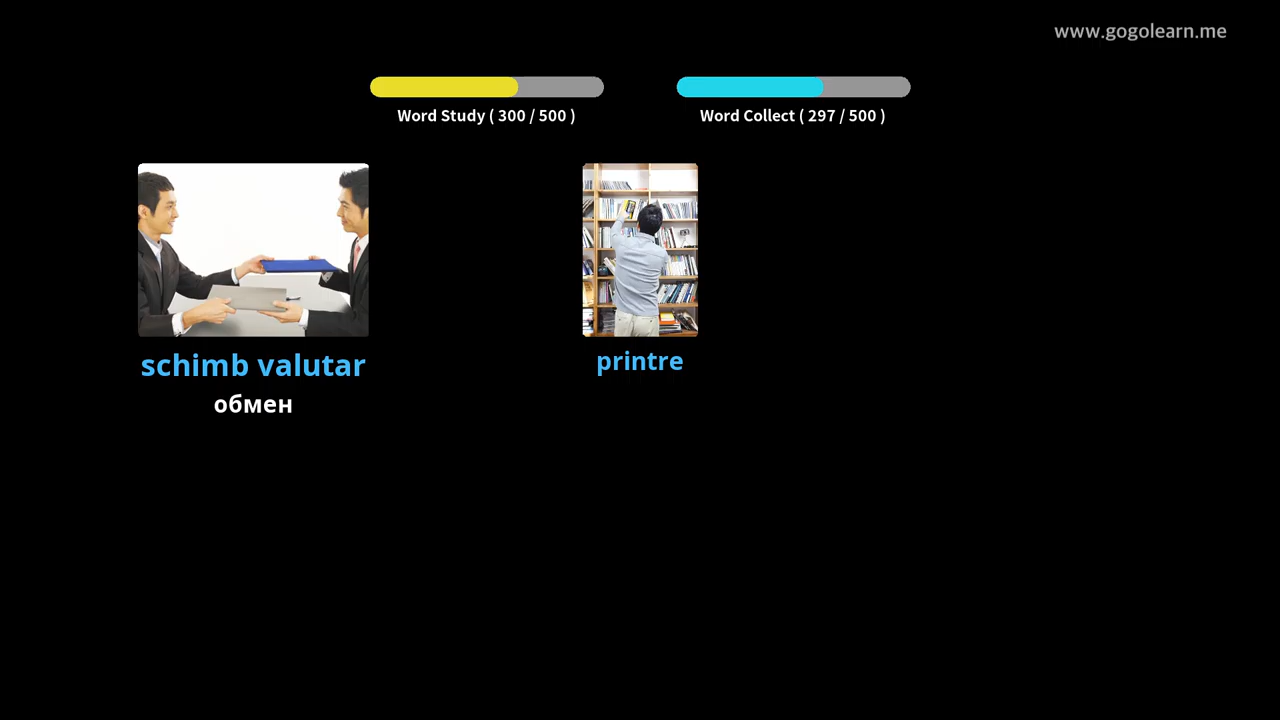 www.gogolearn.me
Word Study ( 300 / 500 )
Word Collect ( 297 / 500 )
schimb valutar
обмен
printre